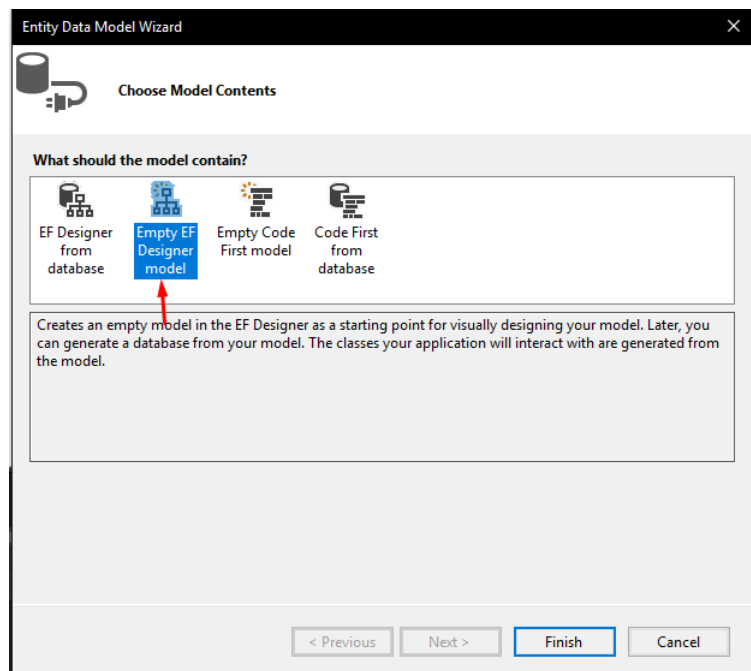 Entity Data Model Wizard
Choose Model Contents
What should the model contain?
EF Designer
from
database
Empty EF
Designer
model
Empty Code
First model
Code First
from
database
Creates an empty model in the EF Designer as a starting point for visually designing your model. Later, you
can generate a database from your model. The classes your application will interact with are generated from
the model.
< Previous
Next >
Finish
Cancel